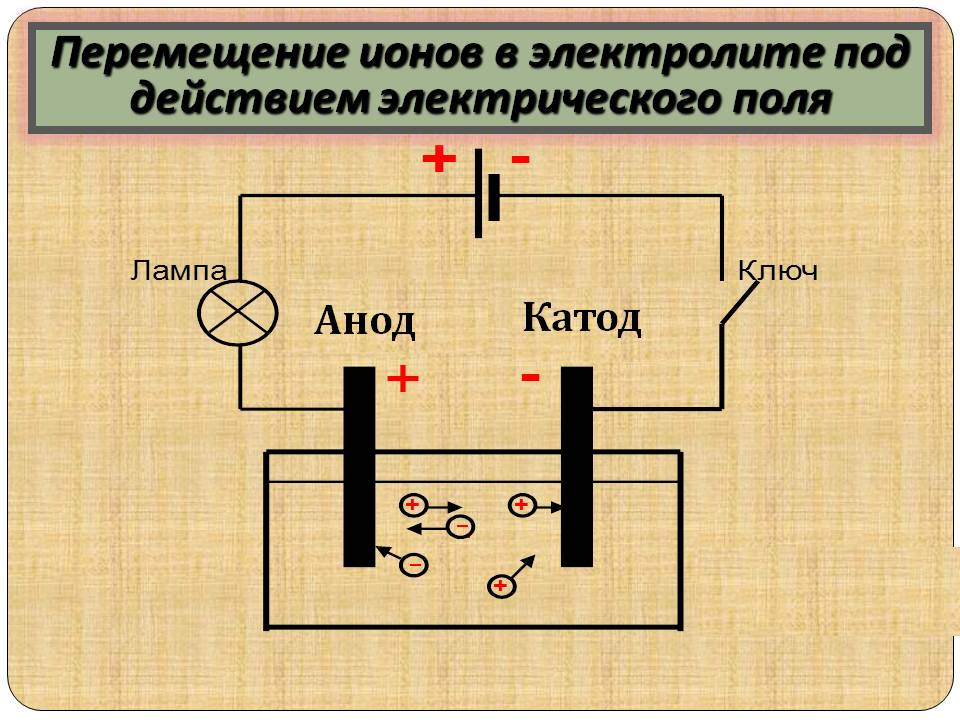 Перемещение ионов в электролите под
действием электрического поля
+ -
Лампа Ключ
Анод Катод
+ -
+ +
–
–
+